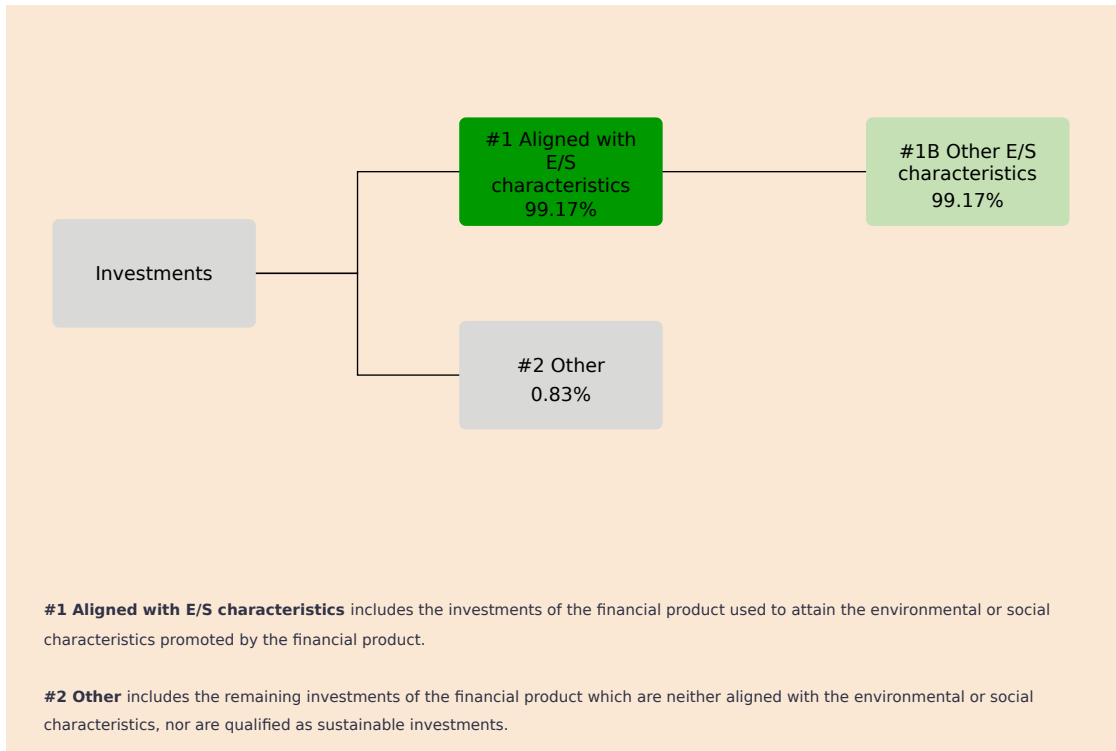 #1 Aligned with
E/S
characteristics
99.17%
#1B Other E/S
characteristics
99.17%
Investments
#2 Other
0.83%
#1 Aligned with E/S characteristics includes the investments of the financial product used to attain the environmental or social
characteristics promoted by the financial product.
#2 Other includes the remaining investments of the financial product which are neither aligned with the environmental or social
characteristics, nor are qualified as sustainable investments.